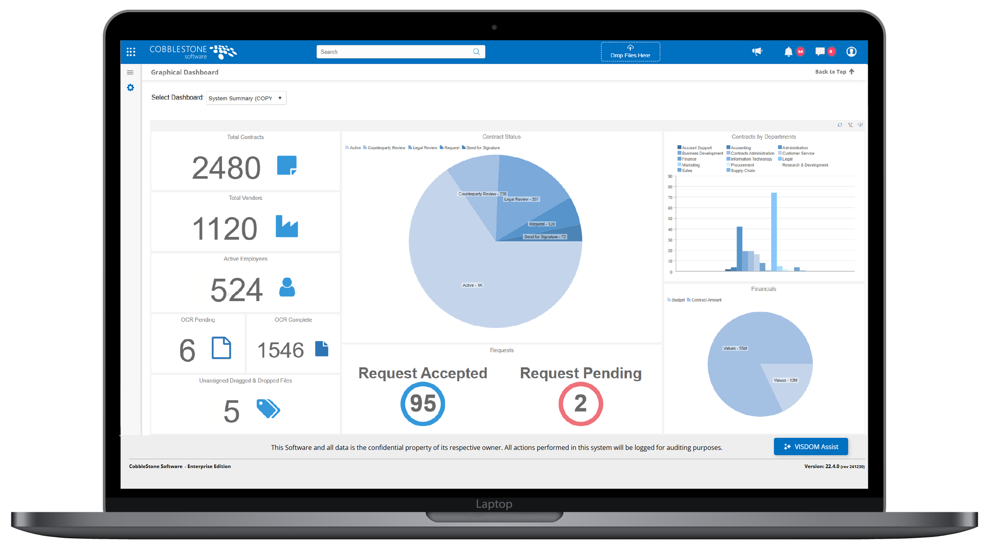 COBBLESTONE
software
Search
Drop Files Here
64
0
Graphical Dashboard
Back to Top
Select Dashboard: System Summary (COPY
Total Contracts
2480
Total Vendors
1120
Active Employees
524
OCR Pending
6
OCR Complete
1546
Unassigned Dragged & Dropped Files
5
Contract Status
Active Counterparty Review Legal Review Request Send for Signature
Counterparty Review - 230
Legal Review - 357
Request - 120
Send for Signature - 72
Active - 1K
Requests
Request Accepted
95
Request Pending
2
Contracts by Departments
Account Support Accounting Administration
Business Development Contracts Administration Customer Service
Finance Information Technology Legal
Marketing Procurement Research & Development
Sales Supply Chain
90
80
70
60
50
40
30
20
10
0
Financials
Budget Contract Amount
Values - 55M
Values - 12M
This Software and all data is the confidential property of its respective owner. All actions performed in this system will be logged for auditing purposes.
VISDOM Assist
CobbleStone Software - Enterprise Edition
Version: 22.4.0 (rev 241230)
Laptop